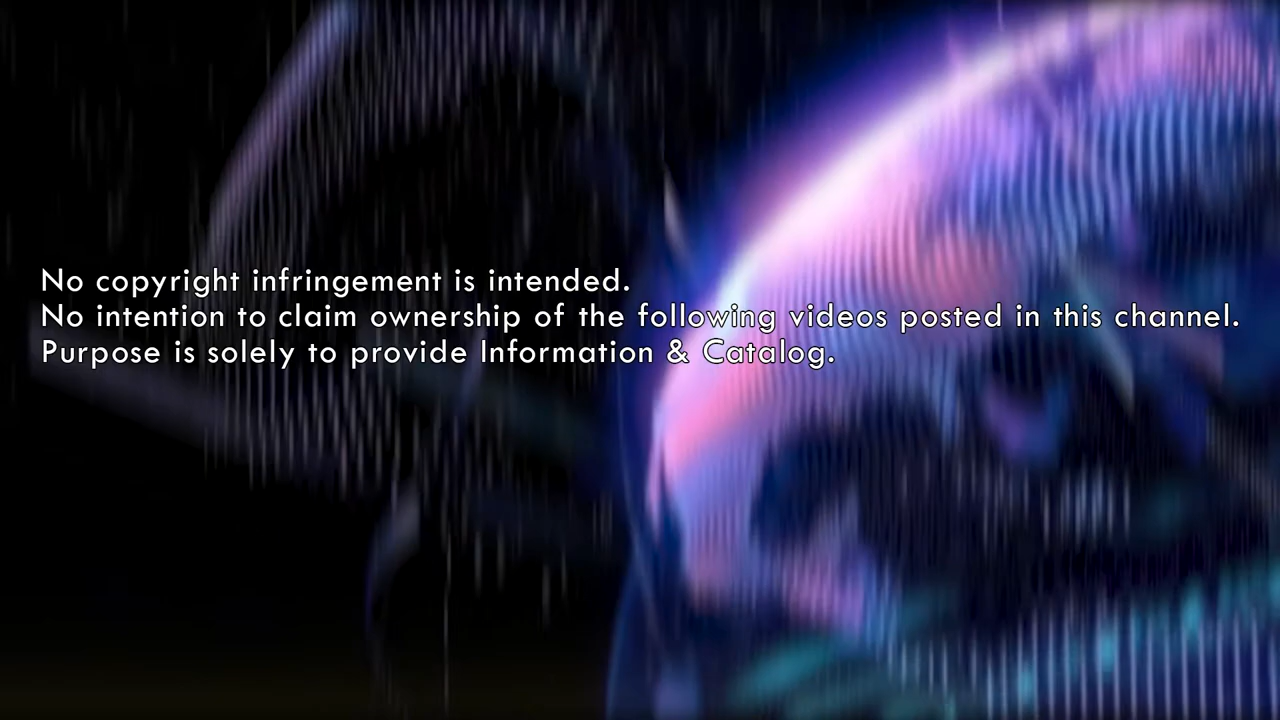 No copyright infringement is intended.
No intention to claim ownership of the following videos posted in this channel.
Purpose is solely to provide Information & Catalog.